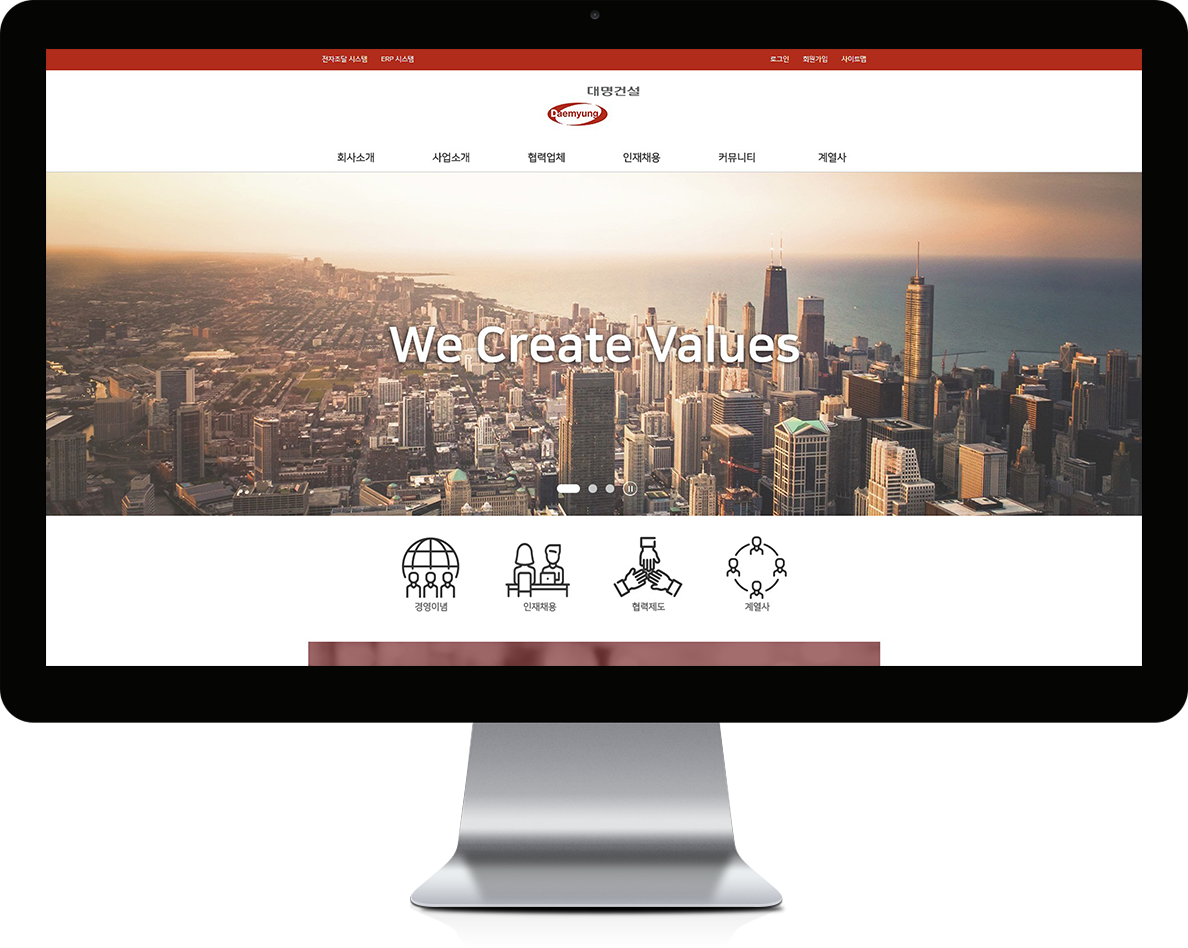 전자조달 시스템 ERP 시스템 로그인 회원가입 사이트맵
대명건설
Daemyung
회사소개 사업소개 협력업체 인재채용 커뮤니티 계열사
We Create Values
경영이념 인재채용 협력제도 계열사